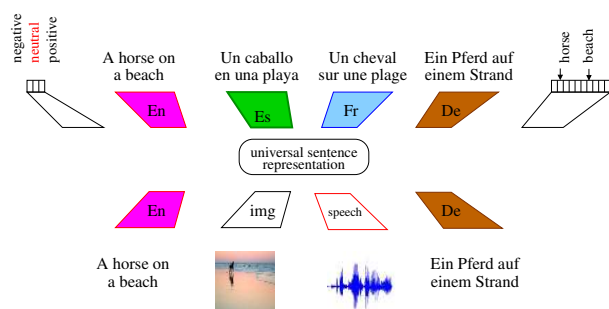 negative
neutral
positive
A horse on
a beach
Un caballo
en una playa
Un cheval
sur une plage
Ein Pferd auf
einem Strand
horse
beach
En
Es
Fr
De
universal sentence
representation
En
img
speech
De
A horse on
a beach
Ein Pferd auf
einem Strand